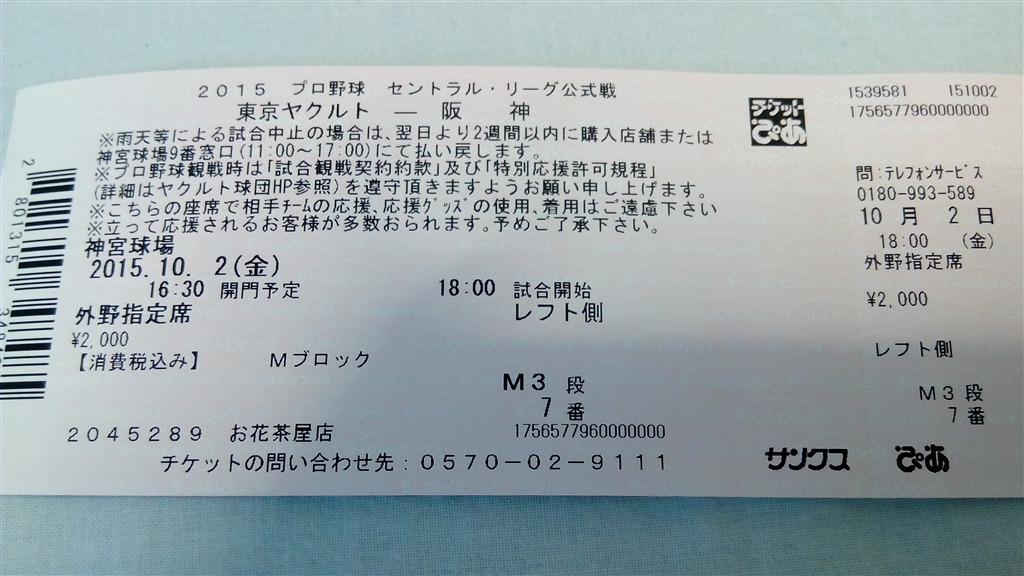 2015 プロ野球 セントラル・リーグ公式戦
東京ヤクルト ― 阪 神
※雨天等による試合中止の場合は、翌日より2週間以内に購入店舗または
神宮球場9番窓口(11:00~17:00)にて払い戻します。
※プロ野球観戦時は「試合観戦契約約款」及び「特別応援許可規程」
(詳細はヤクルト球団HP参照)を遵守頂きますようお願い申し上げます。
※こちらの座席で相手ﾁｰﾑの応援、応援ｸﾞｯｽﾞの使用、着用はご遠慮下さい
※立って応援されるお客様が多数おられます。予めご了承下さい。
神宮球場
2015.10. 2(金)
16:30 開門予定 18:00 試合開始
外野指定席 レフト側
¥2,000
【消費税込み】 Mブロック
M3 段
7 番
2045289 お花茶屋店 1756577960000000
チケットの問い合わせ先:0570-02-9111
サンクス ぴあ
チケットぴあ
1539581 151002
1756577960000000
問:ﾃﾚﾌｫﾝｻｰﾋﾞｽ
0180-993-589
10 月 2 日
18:00 (金)
外野指定席
¥2,000
レフト側
M3 段
7 番
2 801315